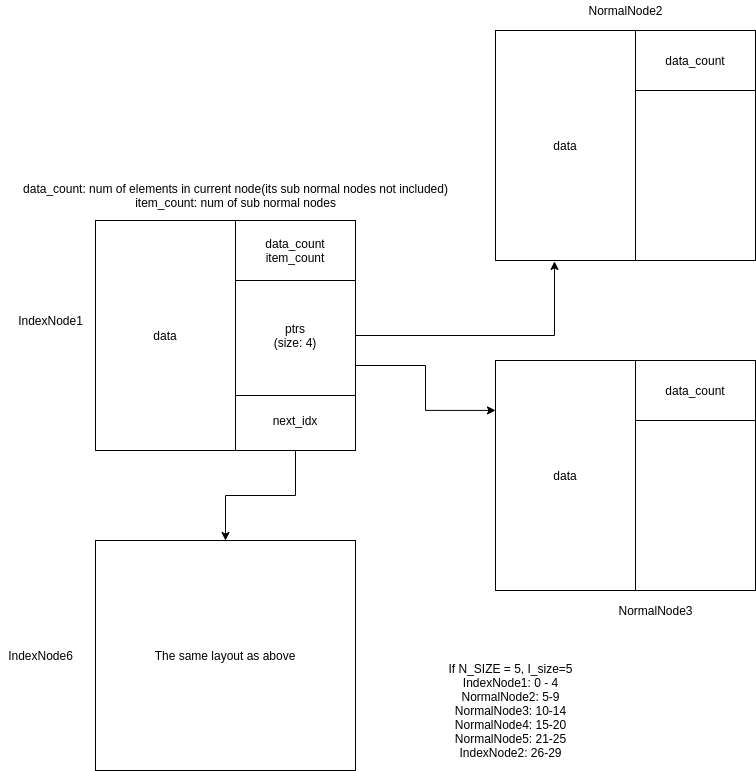 NormalNode2
data_count
data
data_count: num of elements in current node(its sub normal nodes not included)
item_count: num of sub normal nodes
data_count
item_count
IndexNode1
data
ptrs
(size: 4)
next_idx
data_count
data
NormalNode3
IndexNode6
The same layout as above
If N_SIZE = 5, I_size=5
IndexNode1: 0 - 4
NormalNode2: 5-9
NormalNode3: 10-14
NormalNode4: 15-20
NormalNode5: 21-25
IndexNode2: 26-29